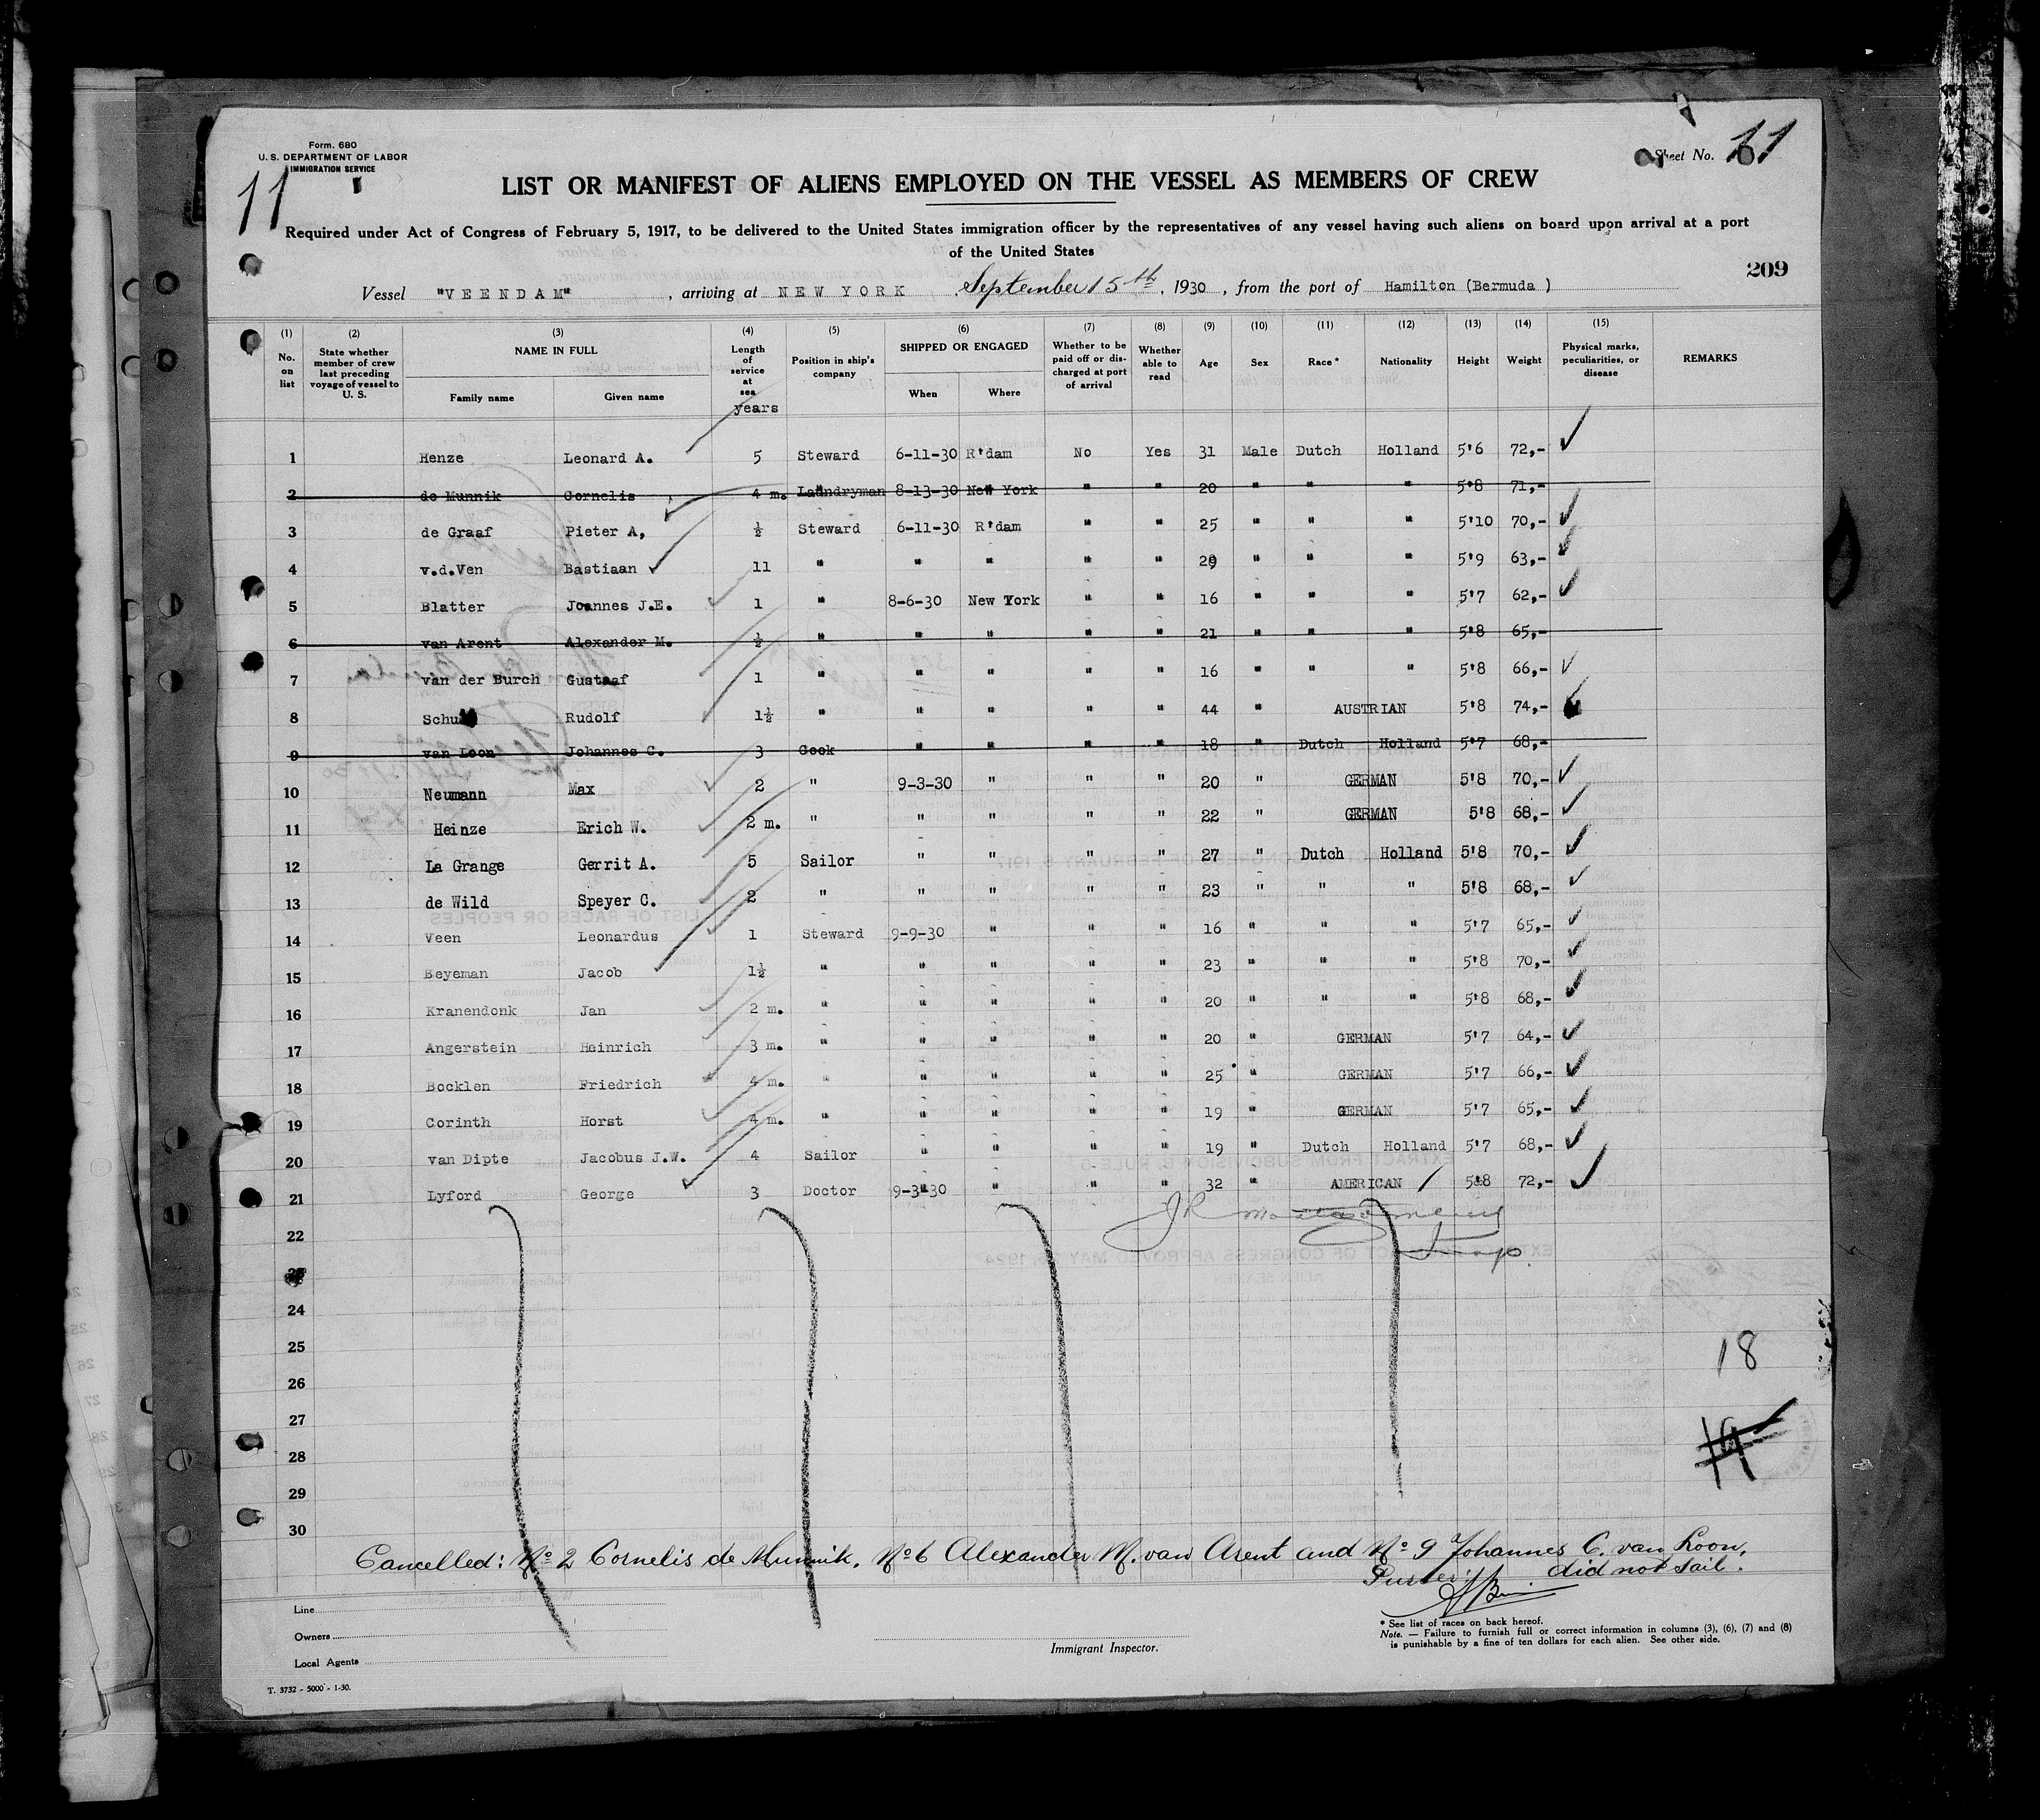 Form. 680
U. S. DEPARTMENT OF LABOR
IMMIGRATION SERVICE
11
Sheet No. 11
LIST OR MANIFEST OF ALIENS EMPLOYED ON THE VESSEL AS MEMBERS OF CREW
Required under Act of Congress of February 5, 1917, to be delivered to the United States immigration officer by the representatives of any vessel having such aliens on board upon arrival at a port
of the United States
209
Vessel "VEENDAM" , arriving at NEW YORK September 15th, 1930 , from the port of Hamilton (Bermuda )
(1) (2) (3) (4) (5) (6) (7) (8) (9) (10) (11) (12) (13) (14) (15)
No. on list State whether member of crew last preceding voyage of vessel to U. S. NAME IN FULL Family name Given name Length of service at sea years Position in ship's company SHIPPED OR ENGAGED When Where Whether to be paid off or discharged at port of arrival Whether able to read Age Sex Race * Nationality Height Weight Physical marks, peculiarities, or disease REMARKS
1 Henze Leonard A. 5 Steward 6-11-30 R'dam No Yes 31 Male Dutch Holland 5'6 72,-
2 de Munnik Cornelis 4 m. Laundryman 8-13-30 New York " " 20 " " " 5'8 71,-
3 de Graaf Pieter A, ½ Steward 6-11-30 R'dam " " 25 " " " 5'10 70,-
4 v.d.Ven Bastiaan 11 " " " " " 29 " " " 5'9 63,-
5 Blatter Joannes J.E. 1 " 8-6-30 New York " " 16 " " " 5'7 62,-
6 van Arent Alexander M. ½ " " " " " 21 " " " 5'8 65,-
7 van der Burch Gustaaf 1 " " " " " 16 " " " 5'8 66,-
8 Rudolf 1½ " " " " " 44 " AUSTRIAN 5'8 74,-
9 van Loon Johannes C. 3 Cook " " " " 18 " Dutch Holland 5'7 68,-
10 Neumann Max 2 " 9-3-30 " " " 20 " GERMAN 5'8 70,-
11 Heinze Erich W. 2 m. " " " " " 22 " GERMAN 5'8 68,-
12 La Grange Gerrit A. 5 Sailor " " " " 27 " Dutch Holland 5'8 70,-
13 de Wild Speyer C. 2 " " " " " 23 " " " 5'8 68,-
14 Veen Leonardus 1 Steward 9-9-30 " " " 16 " " " 5'7 65,-
15 Beyeman Jacob 1½ " " " " " 23 " " " 5'8 70,-
16 Kranendonk Jan 2 m. " " " " " 20 " " " 5'8 68,-
17 Angerstein Heinrich 3 m. " " " " " 20 " GERMAN 5'7 64,-
18 Bocklen Friedrich 4 m. " " " " " 25 " GERMAN 5'7 66,-
19 Corinth Horst 4 m. " " " " " 19 " GERMAN 5'7 65,-
20 van Dipte Jacobus J.W. 4 Sailor " " " " 19 " Dutch Holland 5'7 68,-
21 Lyford George 3 Doctor 9-3-30 " " " 32 " AMERICAN 5'8 72,-
22
23
24
25 18
26
27
28 19
29
30
Cancelled: No 2 Cornelis de Munnik. No 6 Alexander M. van Arent and No 9 Johannes C. van Loon,
did not sail.
Purser:
Line
Owners
Local Agents
Immigrant Inspector.
* See list of races on back hereof.
Note. — Failure to furnish full or correct information in columns (3), (6), (7) and (8)
is punishable by a fine of ten dollars for each alien. See other side.
T. 3732 - 5000 - 1-30.